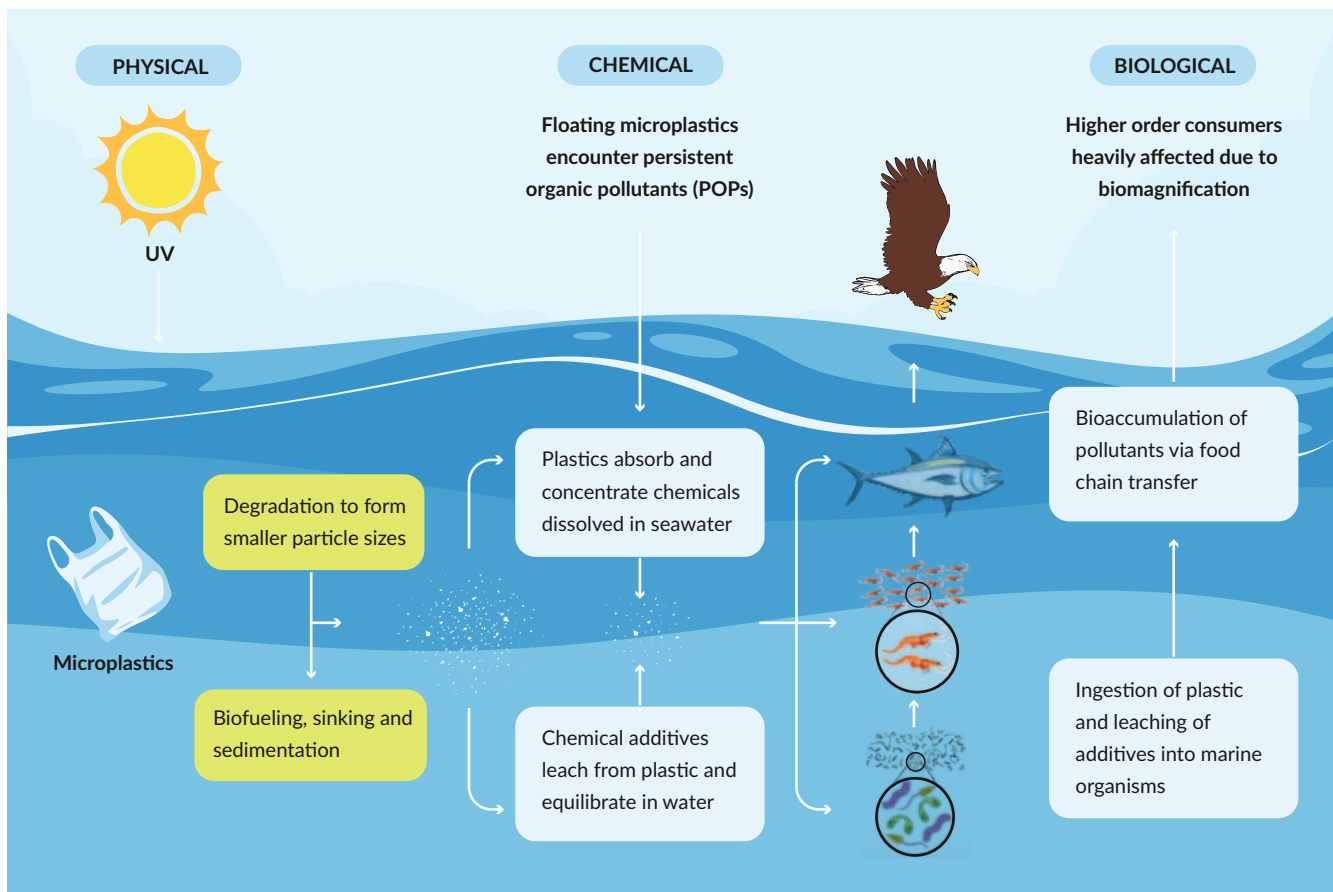 PHYSICAL
UV
Microplastics
Degradation to form
smaller particle sizes
Biofueling, sinking and
sedimentation
CHEMICAL
Floating microplastics
encounter persistent
organic pollutants (POPs)
Plastics absorb and
concentrate chemicals
dissolved in seawater
Chemical additives
leach from plastic and
equilibrate in water
BIOLOGICAL
Higher order consumers
heavily affected due to
biomagnification
Bioaccumulation of
pollutants via food
chain transfer
Ingestion of plastic
and leaching of
additives into marine
organisms